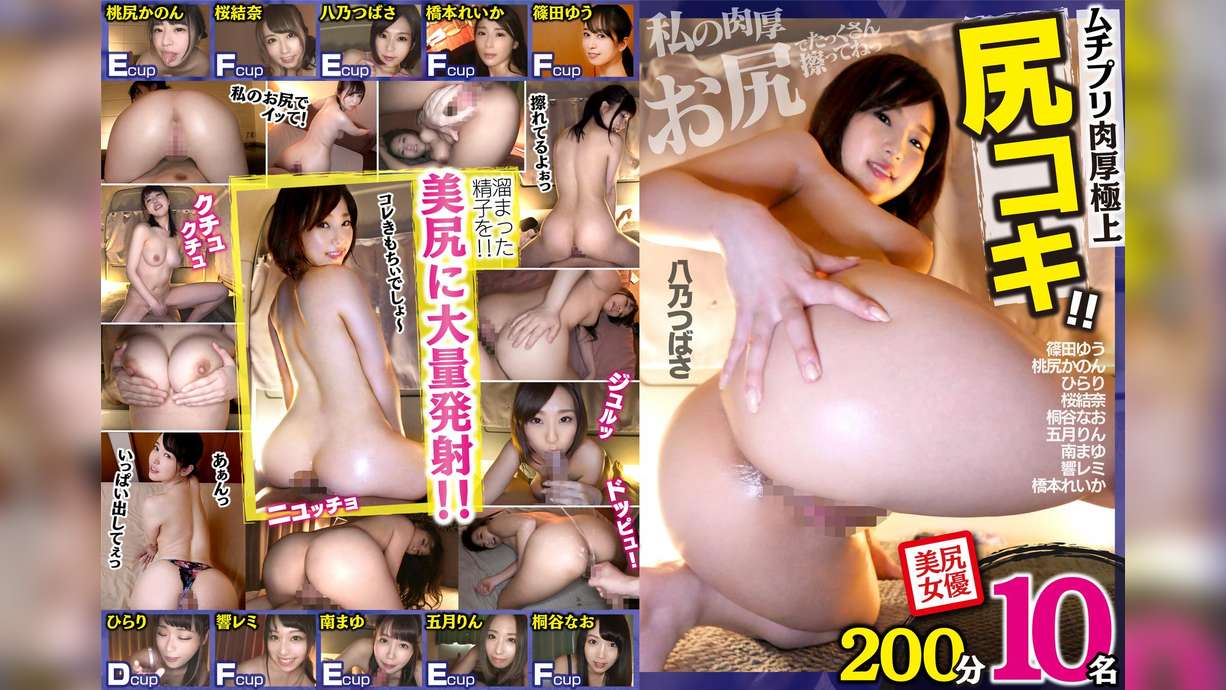 桃尻かのん
Ecup
桜結奈
Fcup
八乃つばさ
Ecup
橋本れいか
Fcup
篠田ゆう
Fcup
私のお尻で
イッて!
擦れてるよぉっ
クチュ
クチュ
コレきもちぃでしょ~
溜まった
精子を!!
美尻に大量発射!!
あぁんっ
いっぱい出してぇっ
ニュッチョ
ジュルッ
ドッピュ!
ひらり
Dcup
響レミ
Fcup
南まゆ
Ecup
五月りん
Ecup
桐谷なお
Fcup
私の肉厚
お尻
でたっくさん
擦ってねっ
ムチプリ肉厚極上
尻コキ!!
八乃つばさ
篠田ゆう
桃尻かのん
ひらり
桜結奈
桐谷なお
五月りん
南まゆ
響レミ
橋本れいか
美尻
女優
10名
200分